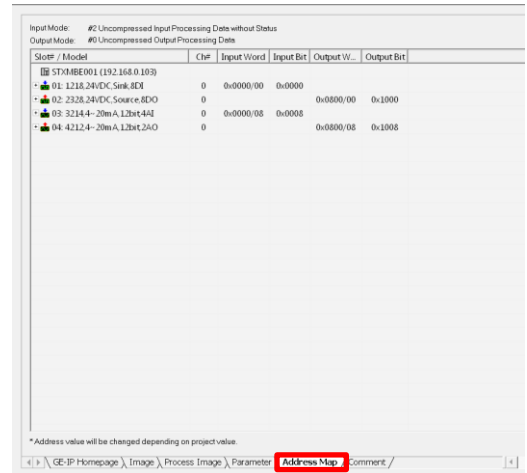 Input Mode: #2 Uncompressed Input Processing Data without Status
Output Mode: #0 Uncompressed Output Processing Data
Slot# / Model Ch# Input Word Input Bit Output W... Output Bit
STXMBE001 (192.168.0.103)
01: 1218,24VDC,Sink,8DI 0 0x0000/00 0x0000
02: 2328,24VDC,Source,8DO 0 0x0800/00 0x1000
03: 3214,4~20mA,12bit,4AI 0 0x0000/08 0x0008
04: 4212,4~20mA,12bit,2AO 0 0x0800/08 0x1008
* Address value will be changed depending on project value.
GE-IP Homepage Image Process Image Parameter Address Map Comment